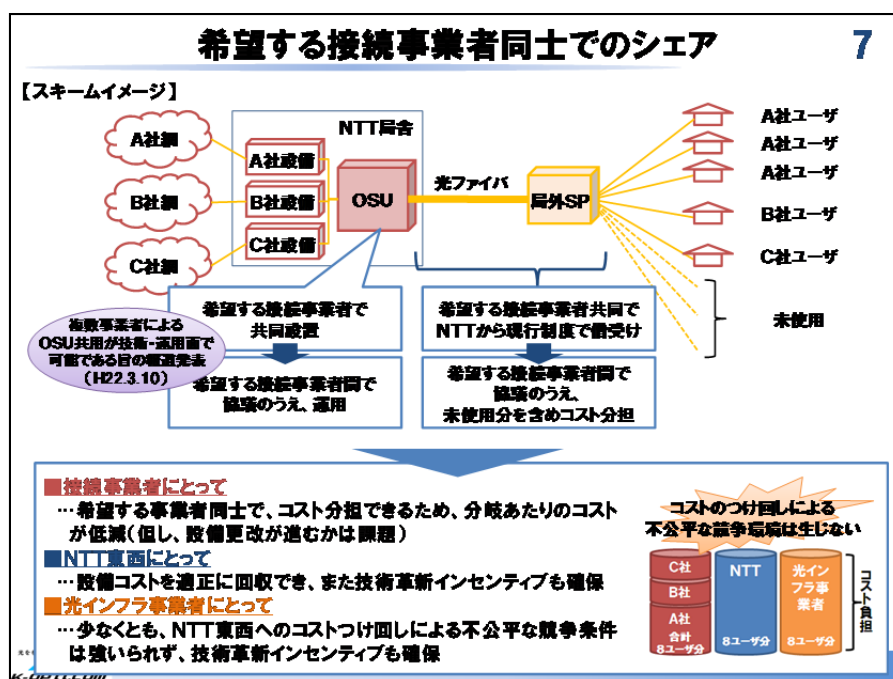 希望する接続事業者同士でのシェア
7
【スキームイメージ】
NTT局舎
A社網
B社網
C社網
A社設備
B社設備
C社設備
OSU
光ファイバ
局外SP
A社ユーザ
A社ユーザ
A社ユーザ
B社ユーザ
C社ユーザ
未使用
希望する接続事業者で
共同設置
希望する接続事業者共同で
NTTから現行制度で借受け
複数事業者による
OSU共用が技術・運用面で
可能である旨の報道発表
(H22.3.10)
希望する接続事業者間で
協議のうえ、運用
希望する接続事業者間で
協議のうえ、
未使用分を含めコスト分担
■接続事業者にとって
…希望する事業者同士で、コスト分担できるため、分岐あたりのコスト
が低減(但し、設備更改が進むかは課題)
■NTT東西にとって
…設備コストを適正に回収でき、また技術革新インセンティブも確保
■光インフラ事業者にとって
…少なくとも、NTT東西へのコストつけ回しによる不公平な競争条件
は強いられず、技術革新インセンティブも確保
コストのつけ回しによる
不公平な競争環境は生じない
C社
B社
A社
合計
8ユーザ分
NTT
8ユーザ分
光イン
フラ事
業者
8ユーザ分
コスト負担
K-OPTI.COM